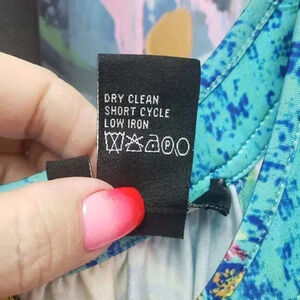 DRY CLEAN
SHORT CYCLE
LOW IRON
P